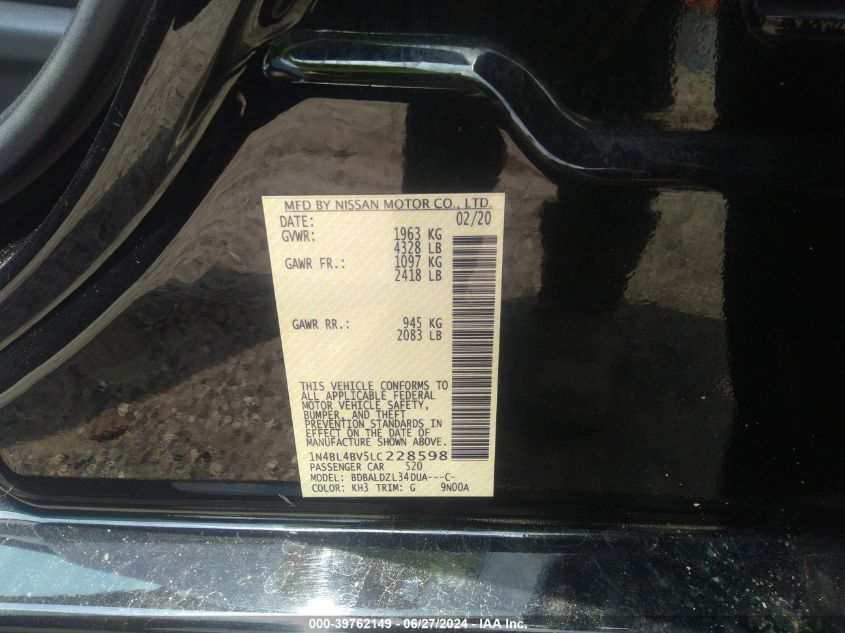 MFD BY NISSAN MOTOR CO., LTD.
DATE: 02/20
GVWR: 1963 KG
4328 LB
GAWR FR.: 1097 KG
2418 LB
GAWR RR.: 945 KG
2083 LB
THIS VEHICLE CONFORMS TO
ALL APPLICABLE FEDERAL
MOTOR VEHICLE SAFETY,
BUMPER, AND THEFT
PREVENTION STANDARDS IN
EFFECT ON THE DATE OF
MANUFACTURE SHOWN ABOVE.
1N4BL4BV5LC228598
PASSENGER CAR 520
MODEL: BDBALDZL34DUA---C-
COLOR: KH3 TRIM: G 9N00A
000-39762149 - 06/27/2024 - IAA Inc.